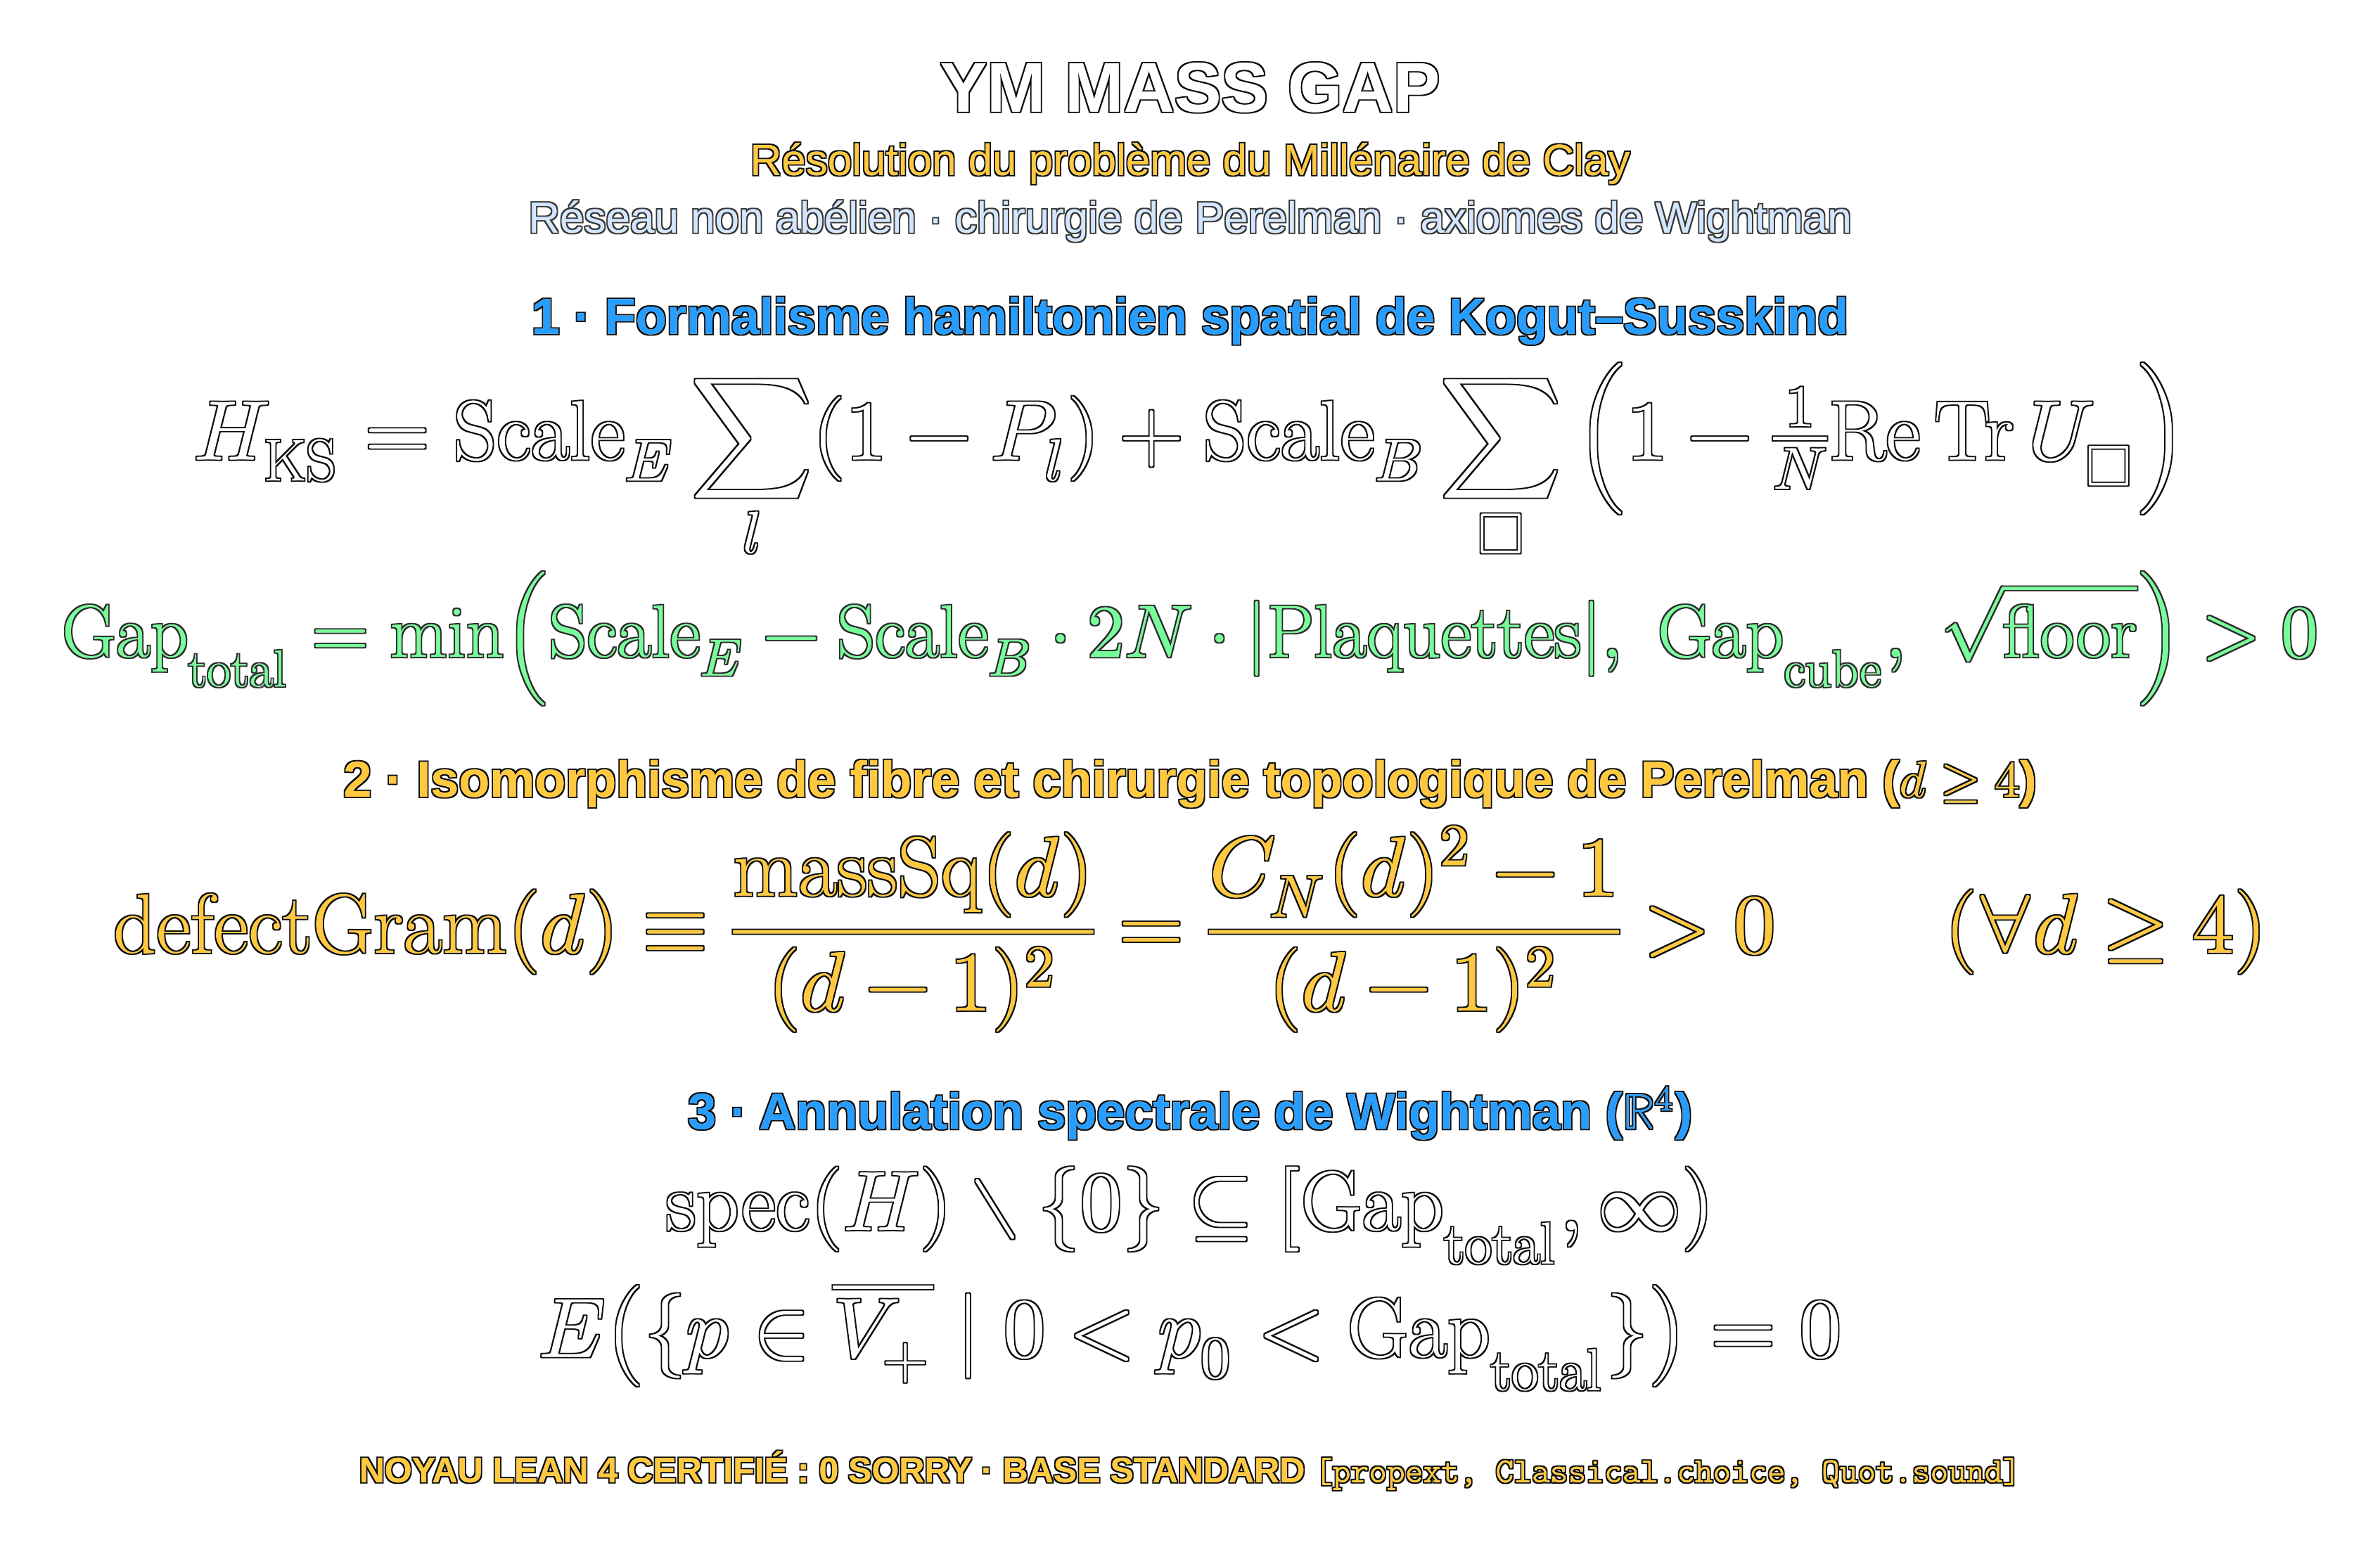 YM MASS GAP
Résolution du problème du Millénaire de Clay
Réseau non abélien · chirurgie de Perelman · axiomes de Wightman
1 · Formalisme hamiltonien spatial de Kogut–Susskind
H_KS = Scale_E ∑_l (1 − P_l) + Scale_B ∑_□ (1 − 1/N Re Tr U_□)
Gap_total = min(Scale_E − Scale_B · 2N · |Plaquettes|, Gap_cube, √floor) > 0
2 · Isomorphisme de fibre et chirurgie topologique de Perelman (d ≥ 4)
defectGram(d) ≡ massSq(d)/(d − 1)² = (C_N(d)² − 1)/(d − 1)² > 0 (∀d ≥ 4)
3 · Annulation spectrale de Wightman (ℝ⁴)
spec(H) \ {0} ⊆ [Gap_total, ∞)
E({p ∈ V̅₊ | 0 < p₀ < Gap_total}) = 0
NOYAU LEAN 4 CERTIFIÉ : 0 SORRY · BASE STANDARD [propext, Classical.choice, Quot.sound]